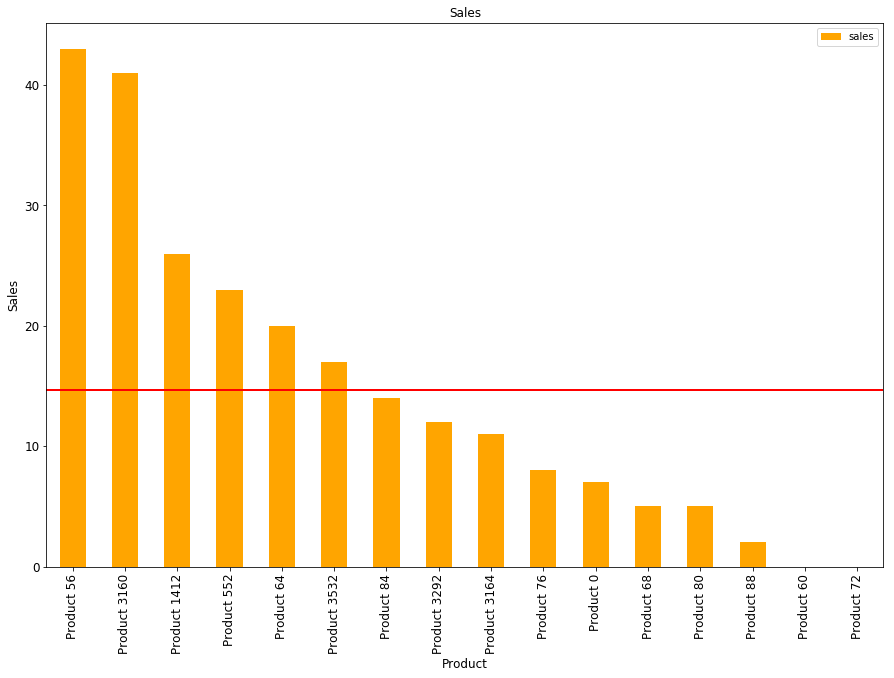 Sales
sales
Sales
40
30
20
10
0
Product 56
Product 3160
Product 1412
Product 552
Product 64
Product 3532
Product 84
Product 3292
Product 3164
Product 76
Product 0
Product 68
Product 80
Product 88
Product 60
Product 72
Product